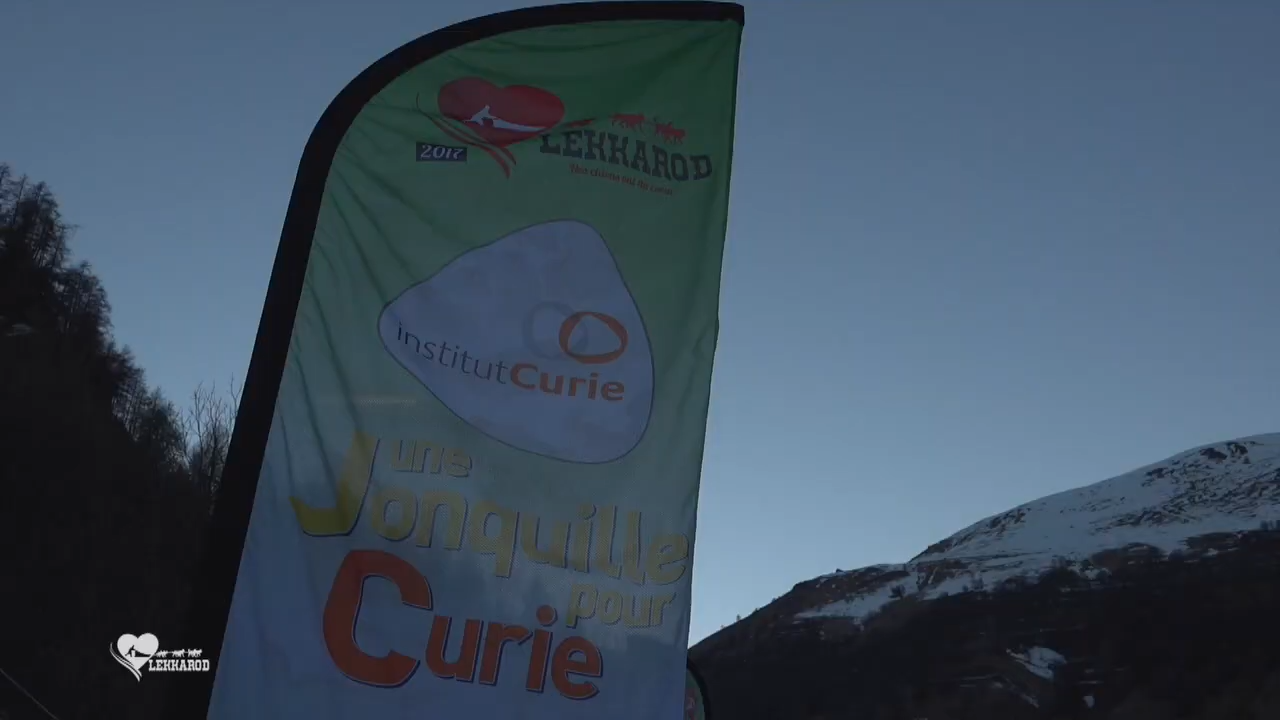 2017
LEKKAROD
institutCurie
une
Jonquille
pour
Curie
LEKKAROD